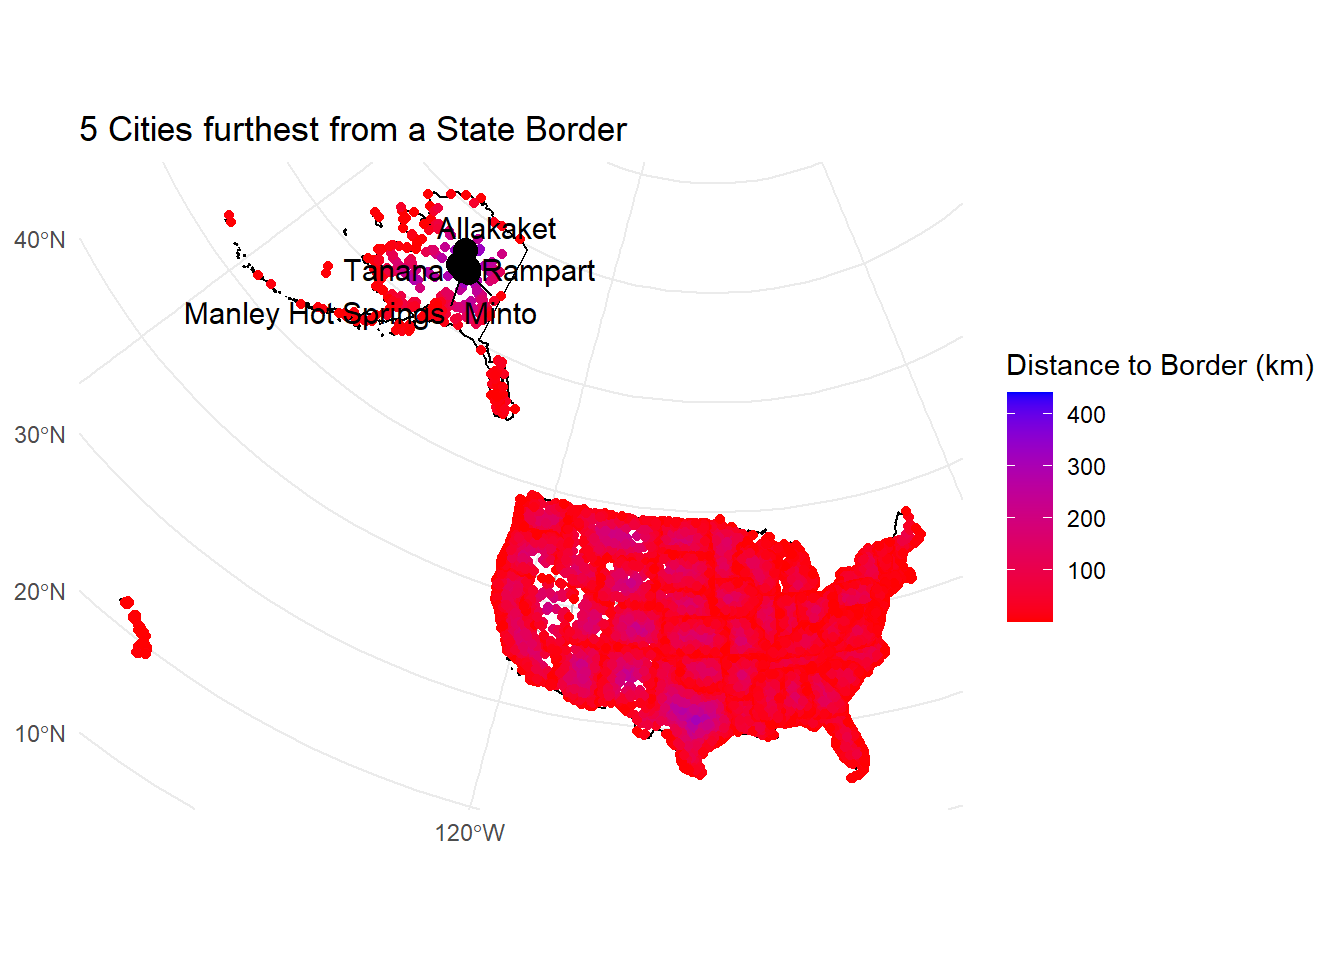 5 Cities furthest from a State Border
Allakaket
Tanana Rampart
Manley Hot Springs Minto
40°N
30°N
20°N
10°N
120°W
Distance to Border (km)
400
300
200
100